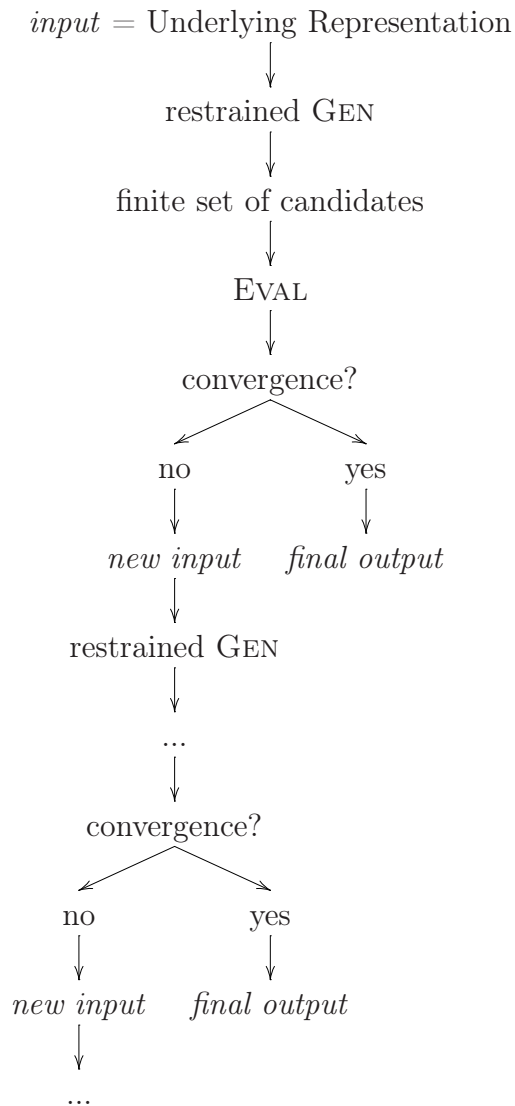 input = Underlying Representation
restrained GEN
finite set of candidates
EVAL
convergence?
no yes
new input final output
restrained GEN
...
convergence?
no yes
new input final output
...